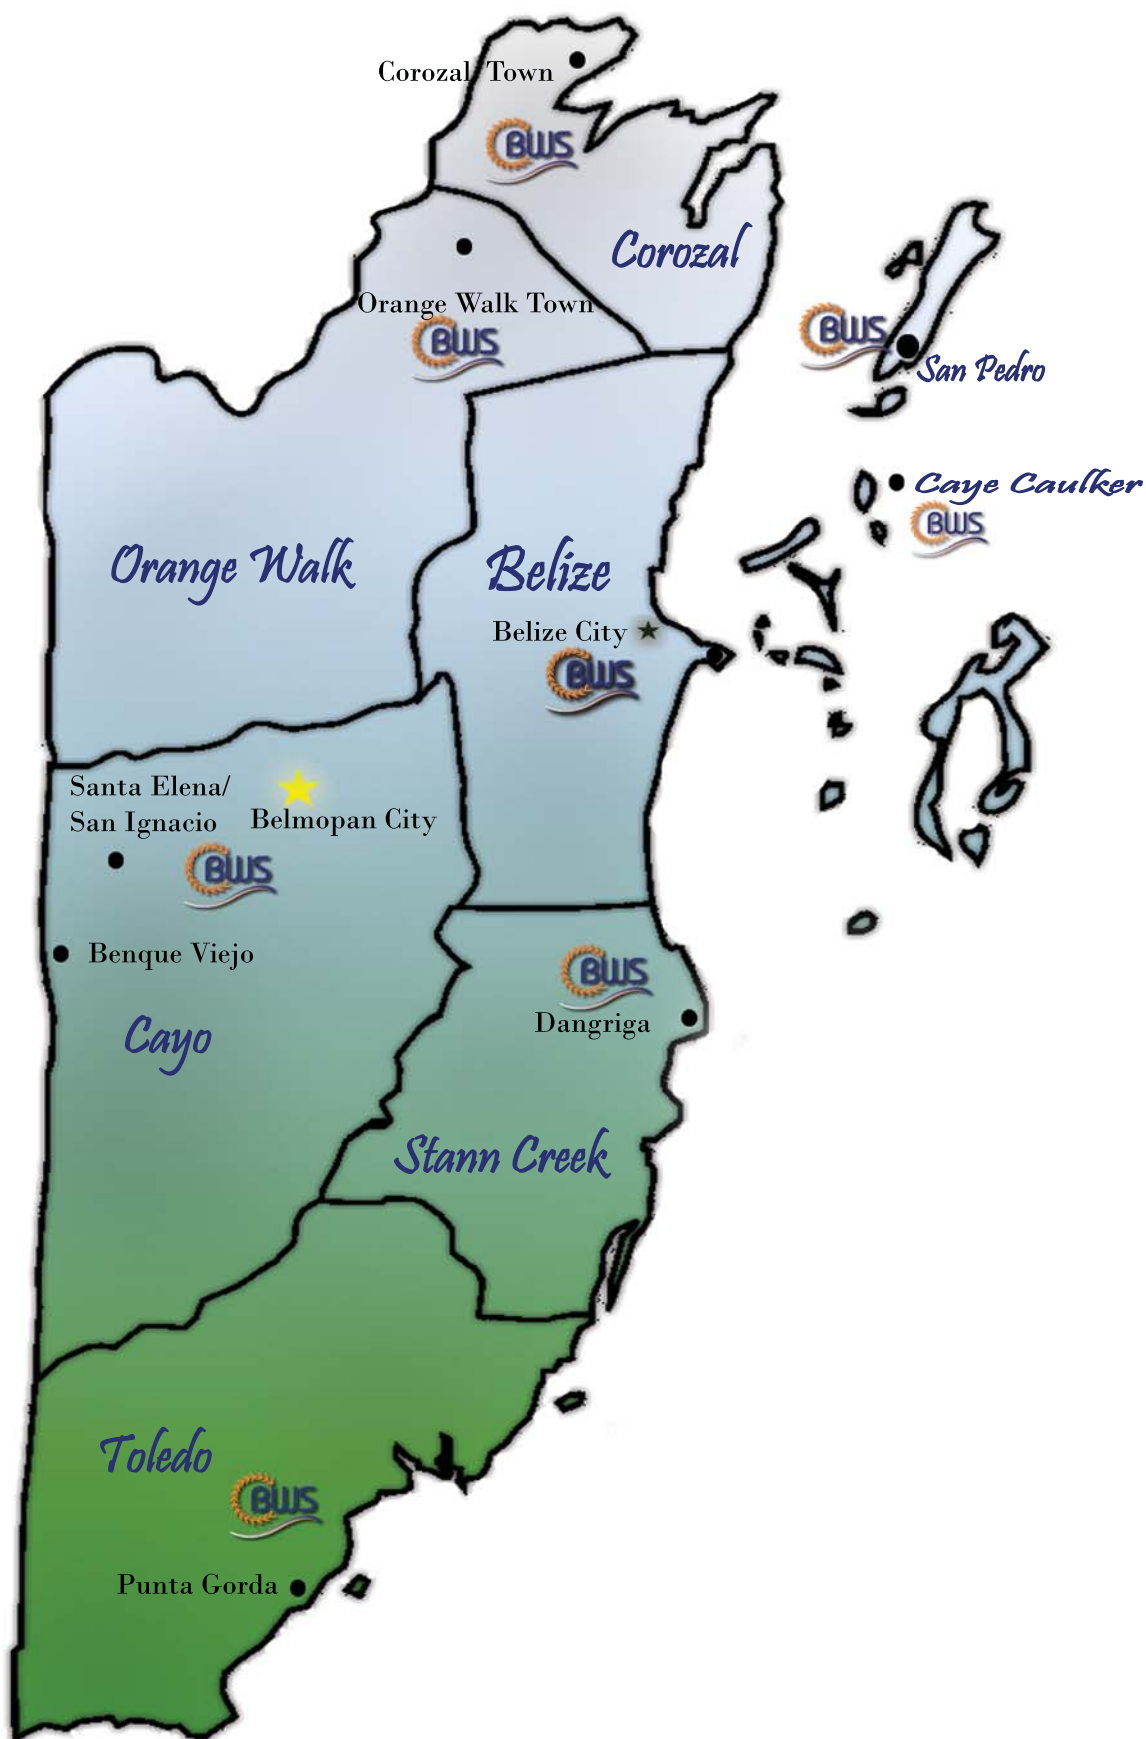 Corozal Town
BWS
Corozal
Orange Walk Town
BWS
BWS
San Pedro
Caye Caulker
BWS
Orange Walk
Belize
Belize City
BWS
Santa Elena/
San Ignacio
Belmopan City
BWS
Benque Viejo
BWS
Dangriga
Cayo
Stann Creek
Toledo
BWS
Punta Gorda